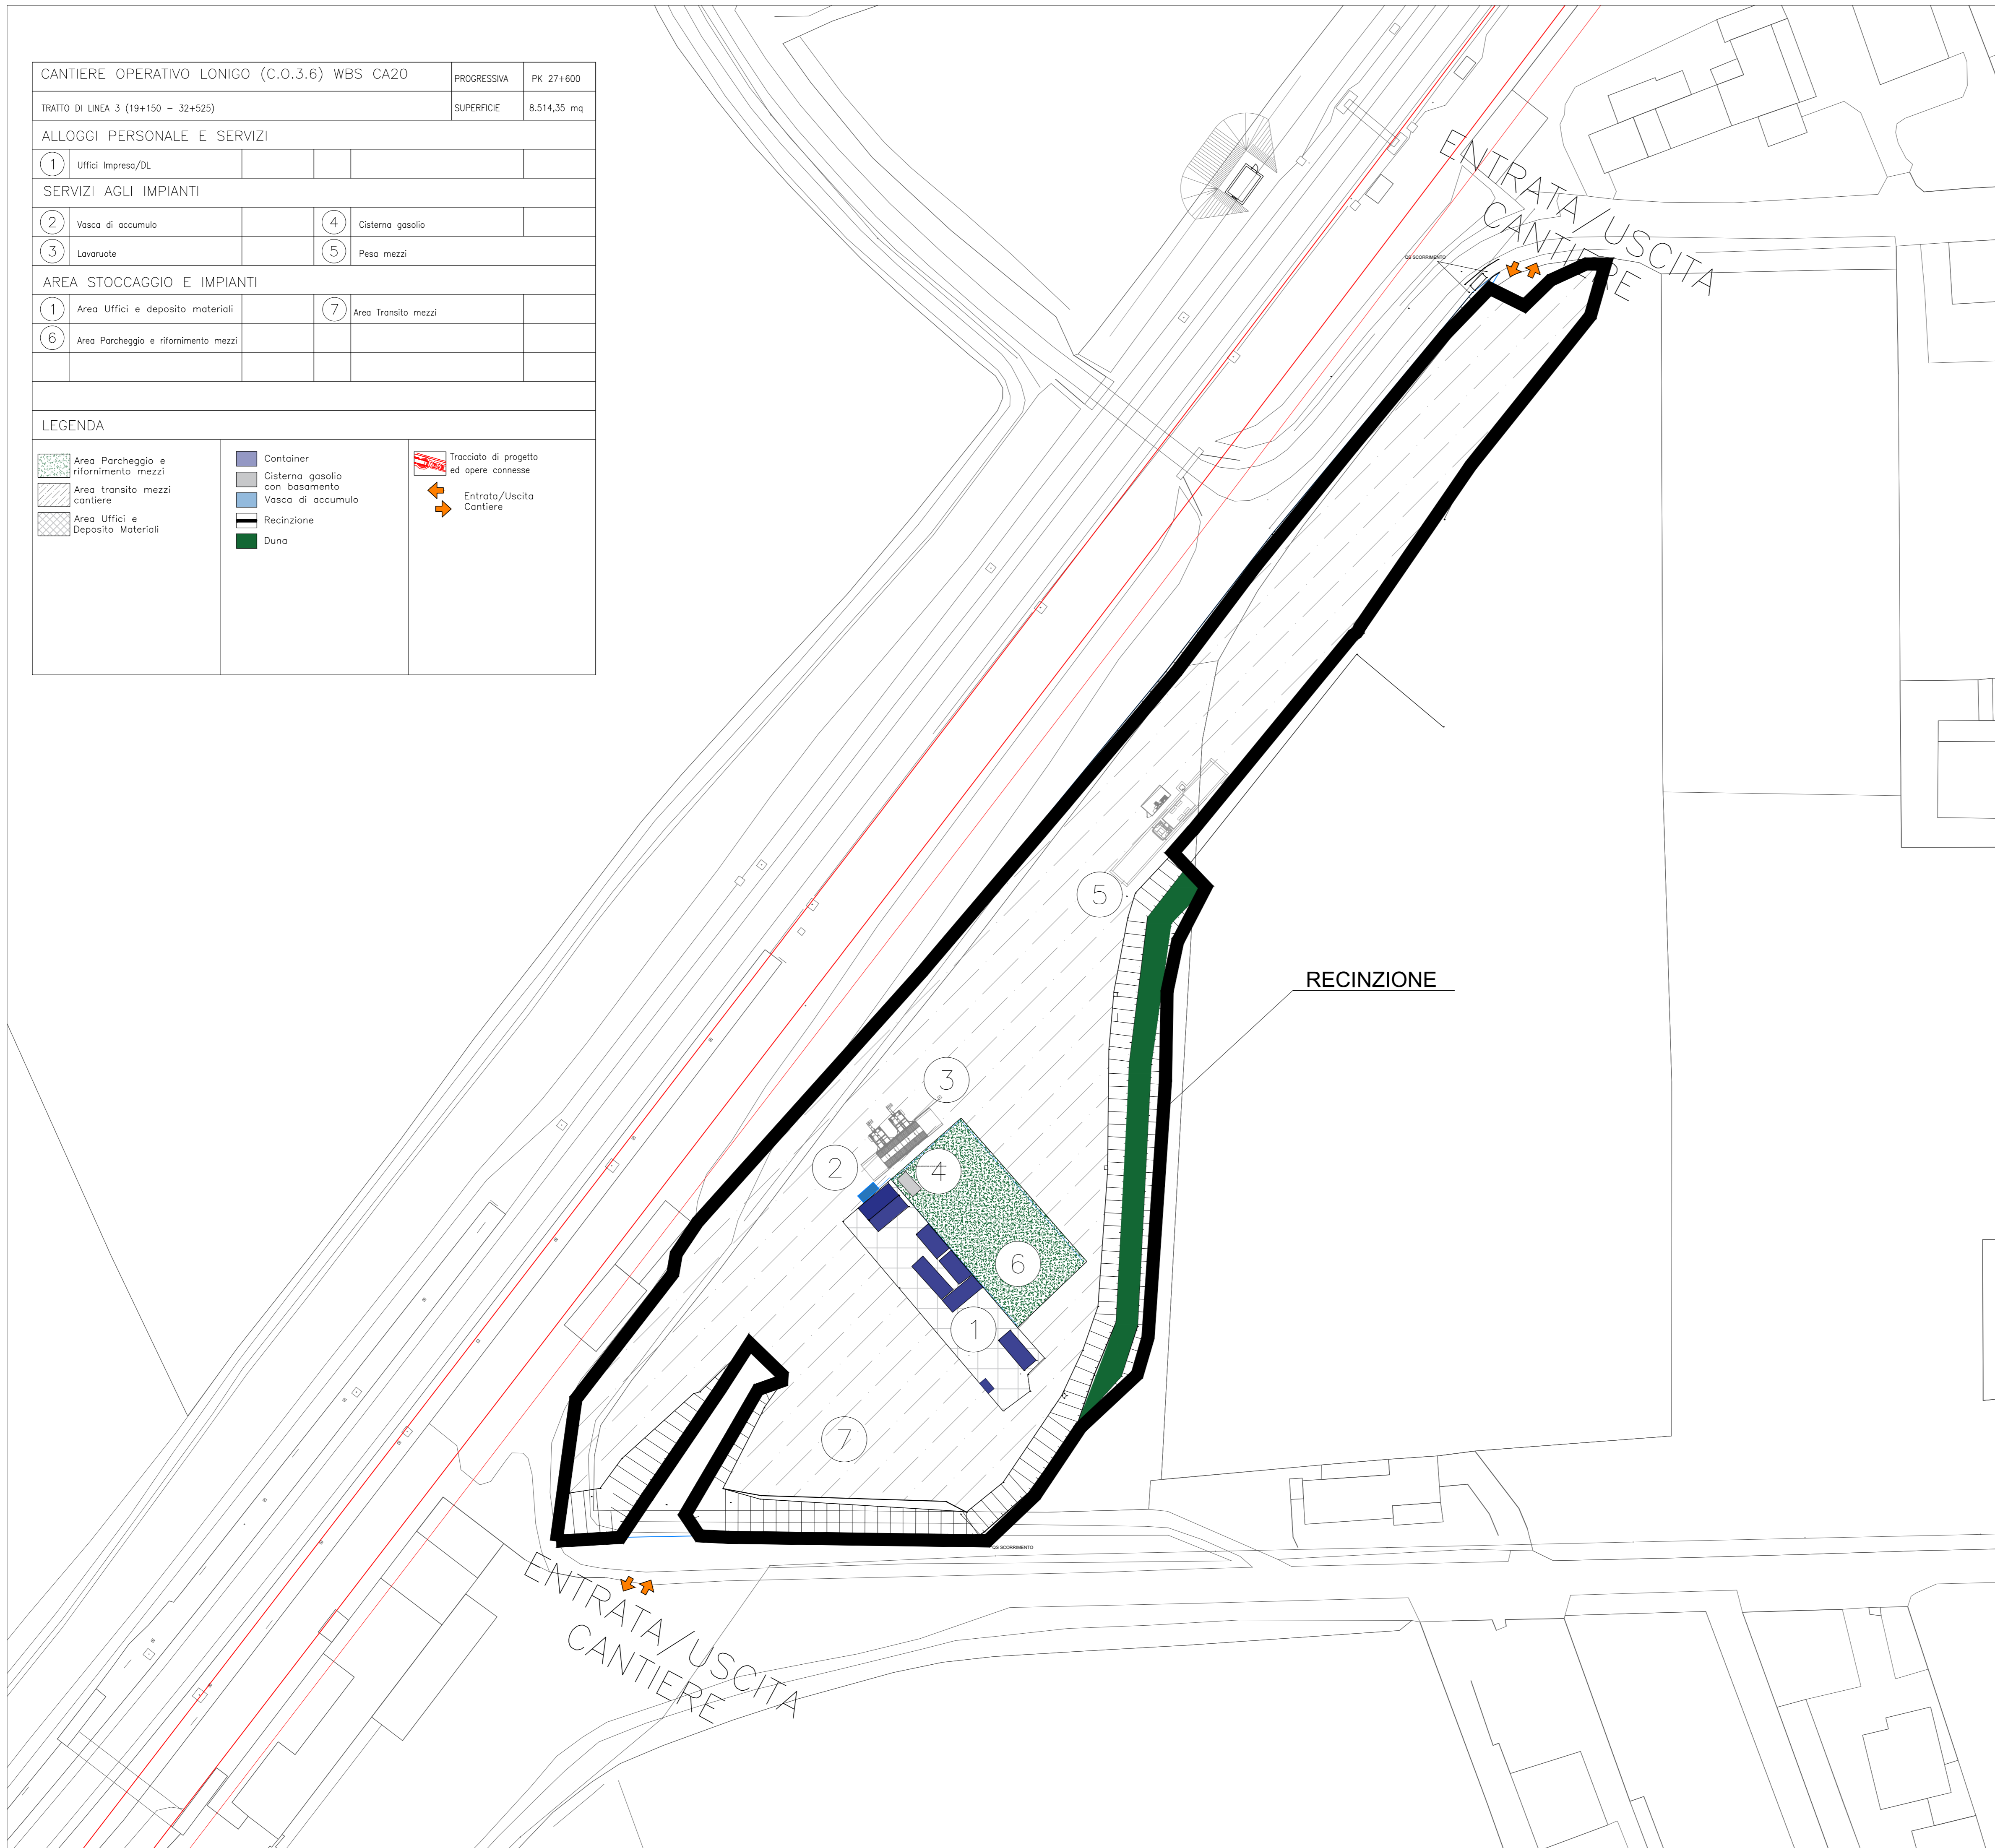 CANTIERE OPERATIVO LONIGO (C.O.3.6) WBS CA20
PROGRESSIVA
PK 27+600
TRATTO DI LINEA 3 (19+150 - 32+525)
SUPERFICIE
8.514,35 mq
ALLOGGI PERSONALE E SERVIZI
1
Uffici Impresa/DL
SERVIZI AGLI IMPIANTI
2
Vasca di accumulo
4
Cisterna gasolio
3
Lavaruote
5
Pesa mezzi
AREA STOCCAGGIO E IMPIANTI
1
Area Uffici e deposito materiali
7
Area Transito mezzi
6
Area Parcheggio e rifornimento mezzi
LEGENDA
Area Parcheggio e
rifornimento mezzi
Area transito mezzi
cantiere
Area Uffici e
Deposito Materiali
Container
Cisterna gasolio
con basamento
Vasca di accumulo
Recinzione
Duna
Tracciato di progetto
ed opere connesse
Entrata/Uscita
Cantiere
ENTRATA/USCITA
CANTIERE
QS SCORRIMENTO
5
RECINZIONE
3
2
4
6
1
7
QS SCORRIMENTO
ENTRATA/USCITA
CANTIERE